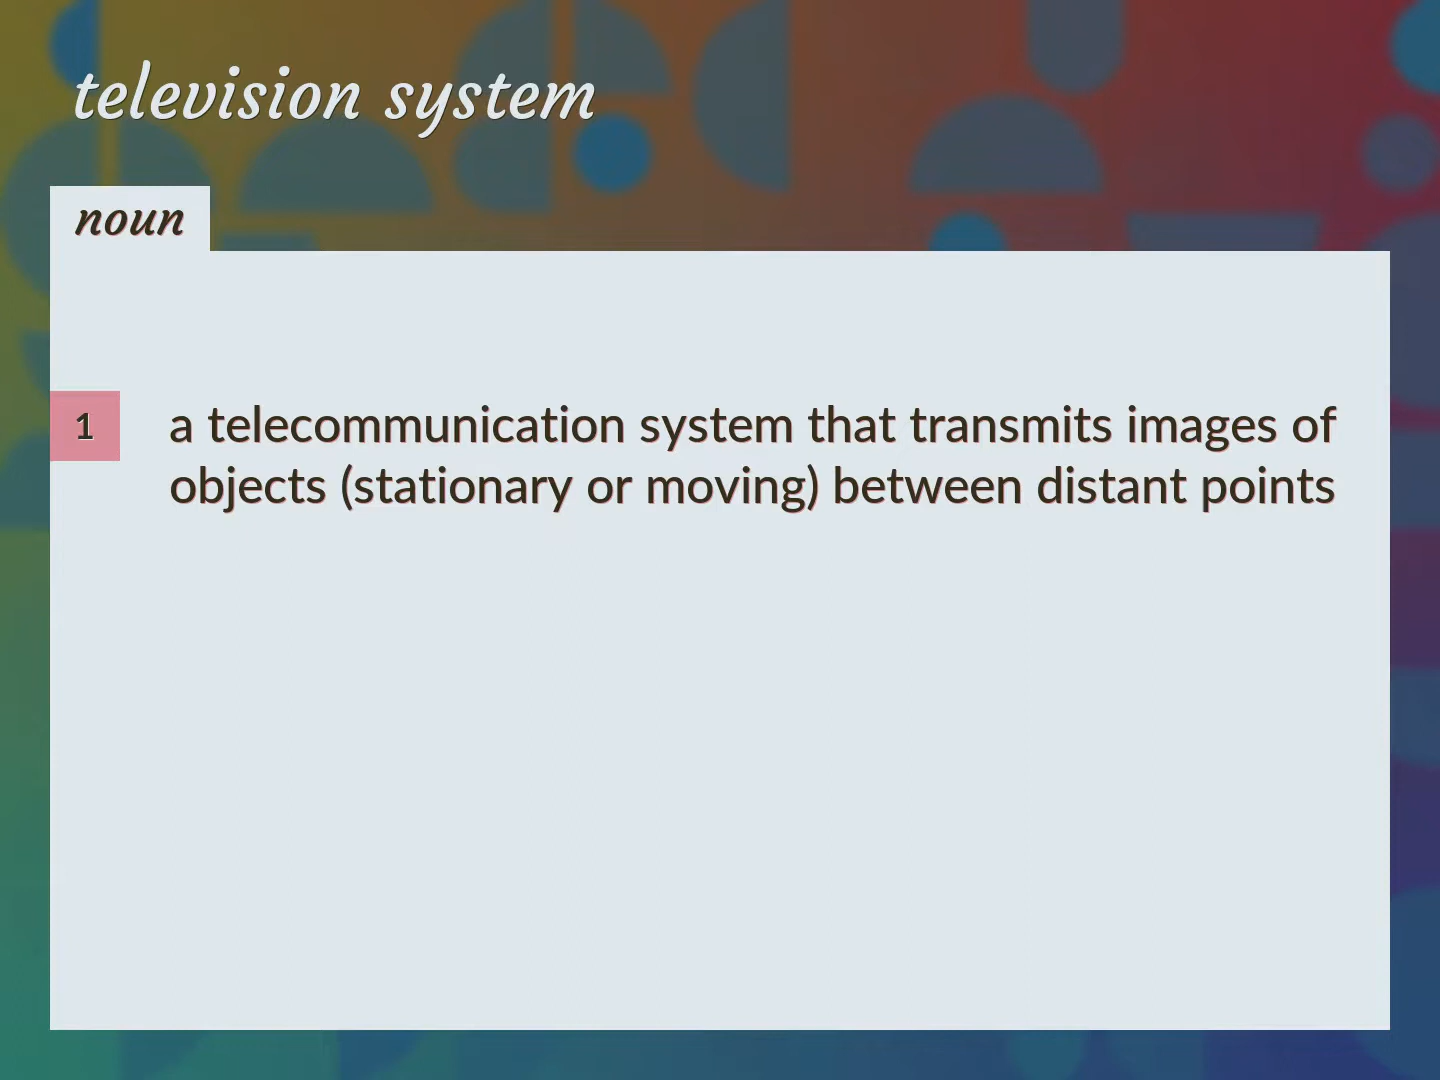 television system
noun
1
a telecommunication system that transmits images of
objects (stationary or moving) between distant points